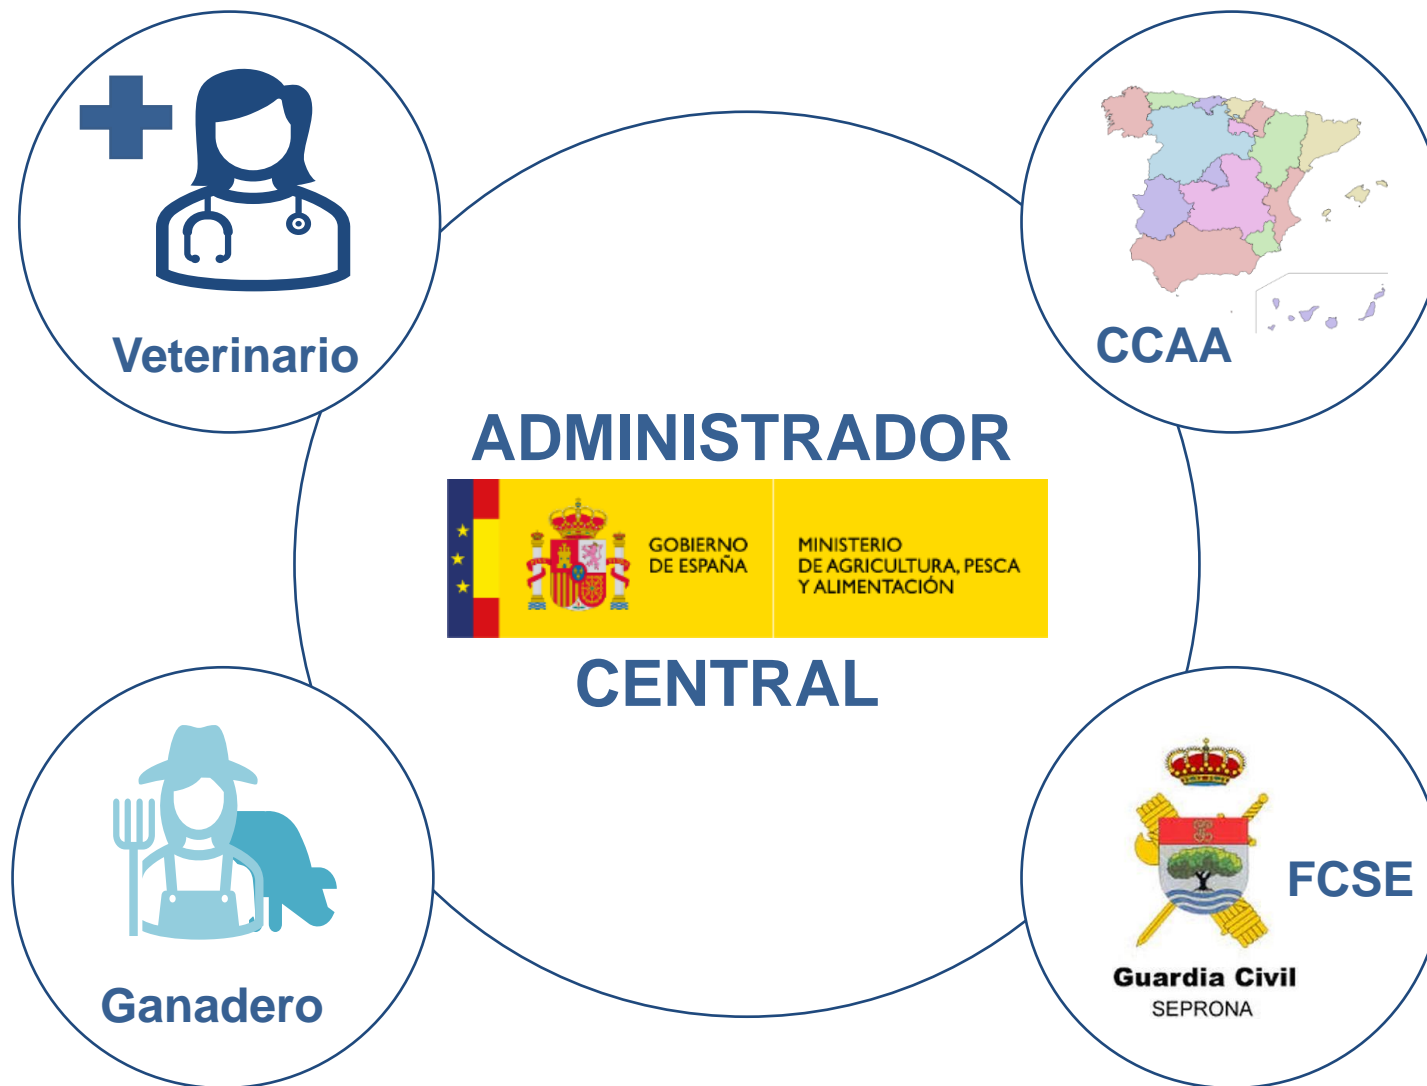 Veterinario
CCAA
ADMINISTRADOR
GOBIERNO
DE ESPAÑA
MINISTERIO
DE AGRICULTURA, PESCA
Y ALIMENTACIÓN
CENTRAL
Ganadero
FCSE
Guardia Civil
SEPRONA